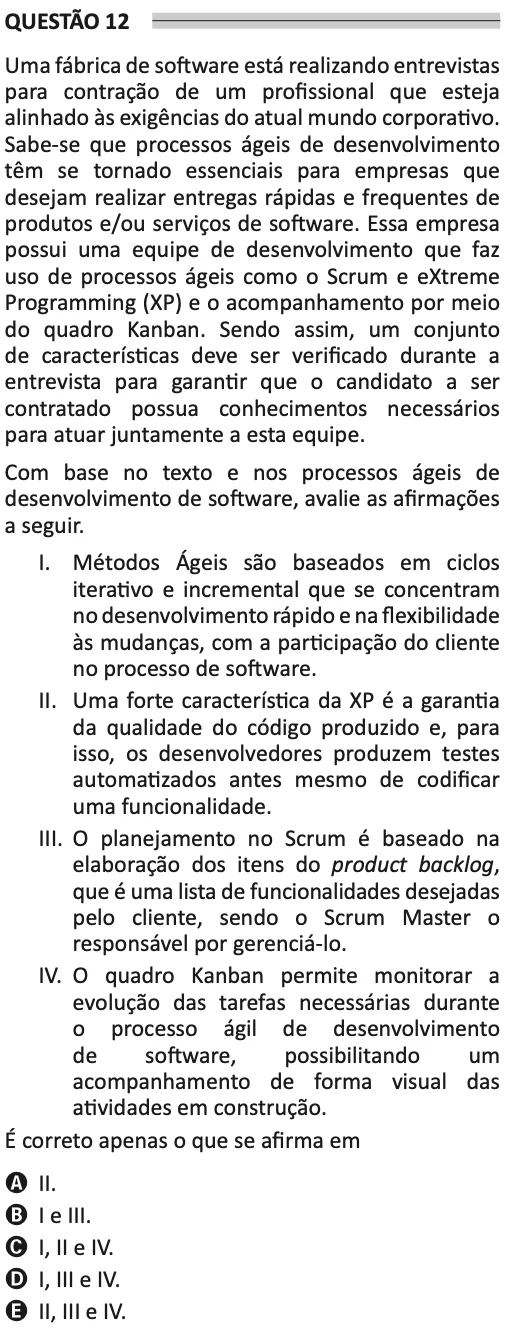 QUESTÃO 12
Uma fábrica de software está realizando entrevistas
para contração de um profissional que esteja
alinhado às exigências do atual mundo corporativo.
Sabe-se que processos ágeis de desenvolvimento
têm se tornado essenciais para empresas que
desejam realizar entregas rápidas e frequentes de
produtos e/ou serviços de software. Essa empresa
possui uma equipe de desenvolvimento que faz
uso de processos ágeis como o Scrum e eXtreme
Programming (XP) e o acompanhamento por meio
do quadro Kanban. Sendo assim, um conjunto
de características deve ser verificado durante a
entrevista para garantir que o candidato a ser
contratado possua conhecimentos necessários
para atuar juntamente a esta equipe.
Com base no texto e nos processos ágeis de
desenvolvimento de software, avalie as afirmações
a seguir.
I. Métodos Ágeis são baseados em ciclos
iterativo e incremental que se concentram
no desenvolvimento rápido e na flexibilidade
às mudanças, com a participação do cliente
no processo de software.
II. Uma forte característica da XP é a garantia
da qualidade do código produzido e, para
isso, os desenvolvedores produzem testes
automatizados antes mesmo de codificar
uma funcionalidade.
III. O planejamento no Scrum é baseado na
elaboração dos itens do product backlog,
que é uma lista de funcionalidades desejadas
pelo cliente, sendo o Scrum Master o
responsável por gerenciá-lo.
IV. O quadro Kanban permite monitorar a
evolução das tarefas necessárias durante
o processo ágil de desenvolvimento
de software, possibilitando um
acompanhamento de forma visual das
atividades em construção.
É correto apenas o que se afirma em
A II.
B I e III.
C I, II e IV.
D I, III e IV.
E II, III e IV.